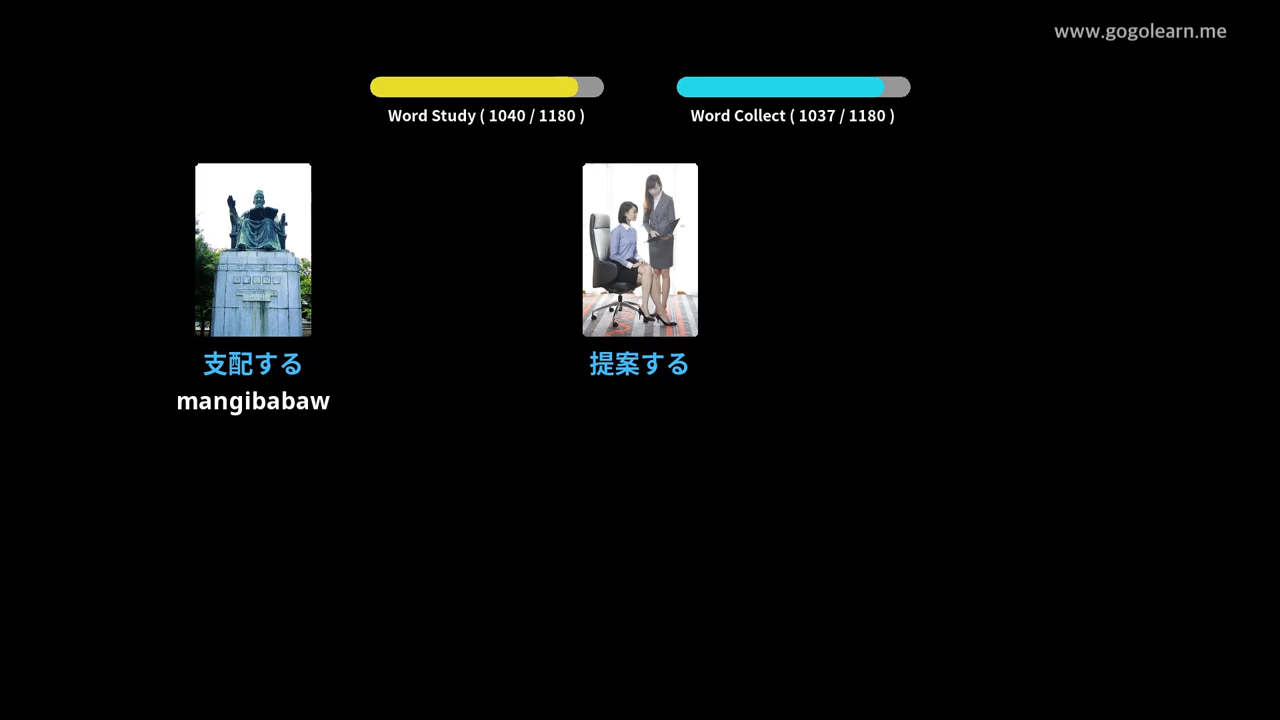 www.gogolearn.me
Word Study ( 1040 / 1180 )
Word Collect ( 1037 / 1180 )
支配する
mangibabaw
提案する